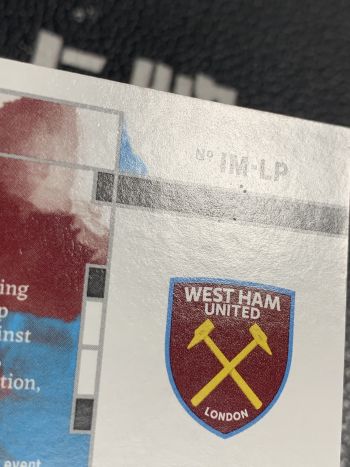 Nº IM-LP
WEST HAM
UNITED
LONDON
ing
p
inst
tion,
event